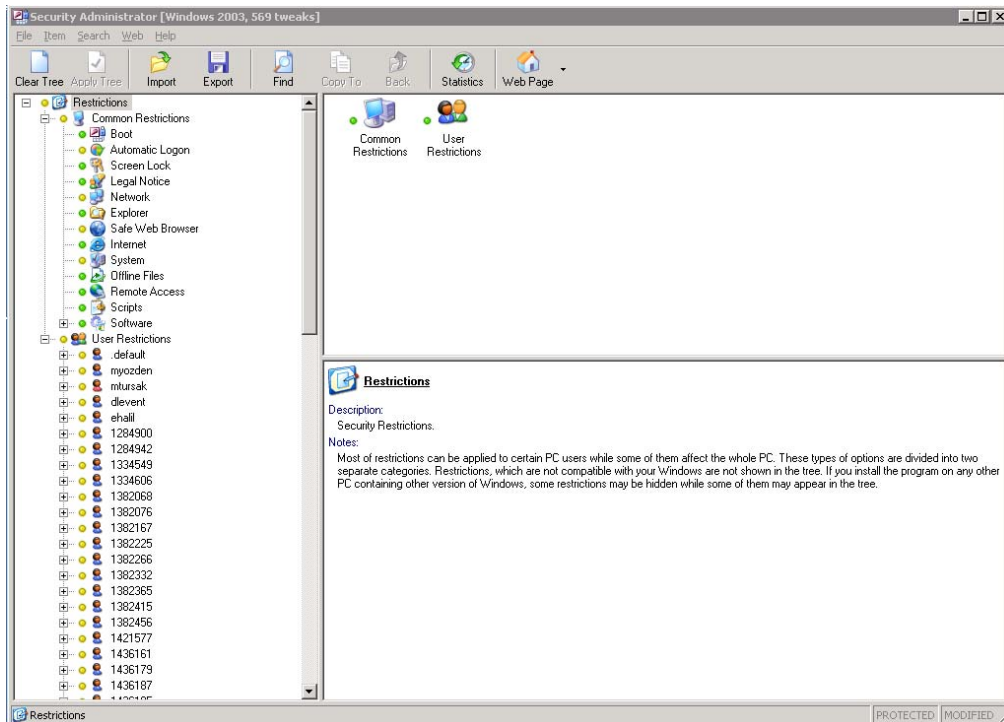 Security Administrator [Windows 2003, 569 tweaks]
File Item Search Web Help
Clear Tree Apply Tree Import Export Find Copy To Back Statistics Web Page
Restrictions
Common Restrictions
Boot
Automatic Logon
Screen Lock
Legal Notice
Network
Explorer
Safe Web Browser
Internet
System
Offline Files
Remote Access
Scripts
Software
User Restrictions
.default
myozden
mtursak
dlevent
ehalil
1284900
1284942
1334549
1334606
1382068
1382076
1382167
1382225
1382266
1382332
1382365
1382415
1382456
1421577
1436161
1436179
1436187
Common Restrictions
User Restrictions
Restrictions
Description:
Security Restrictions.
Notes:
Most of restrictions can be applied to certain PC users while some of them affect the whole PC. These types of options are divided into two
separate categories. Restrictions, which are not compatible with your Windows are not shown in the tree. If you install the program on any other
PC containing other version of Windows, some restrictions may be hidden while some of them may appear in the tree.
Restrictions
PROTECTED MODIFIED